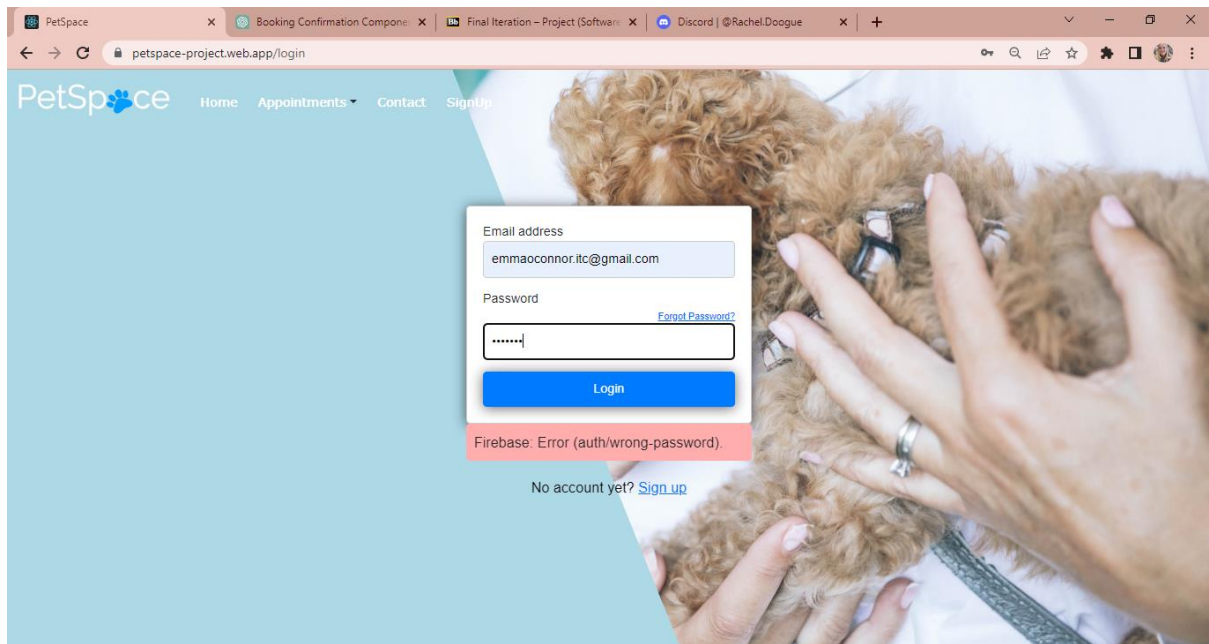 PetSpace
Booking Confirmation Compone
Final Iteration – Project (Software
Discord | @Rachel.Doogue
petspace-project.web.app/login
PetSpace Home Appointments Contact SignUp
Email address
emmaoconnor.itc@gmail.com
Password
Forgot Password?
•••••••
Login
Firebase: Error (auth/wrong-password).
No account yet? Sign up